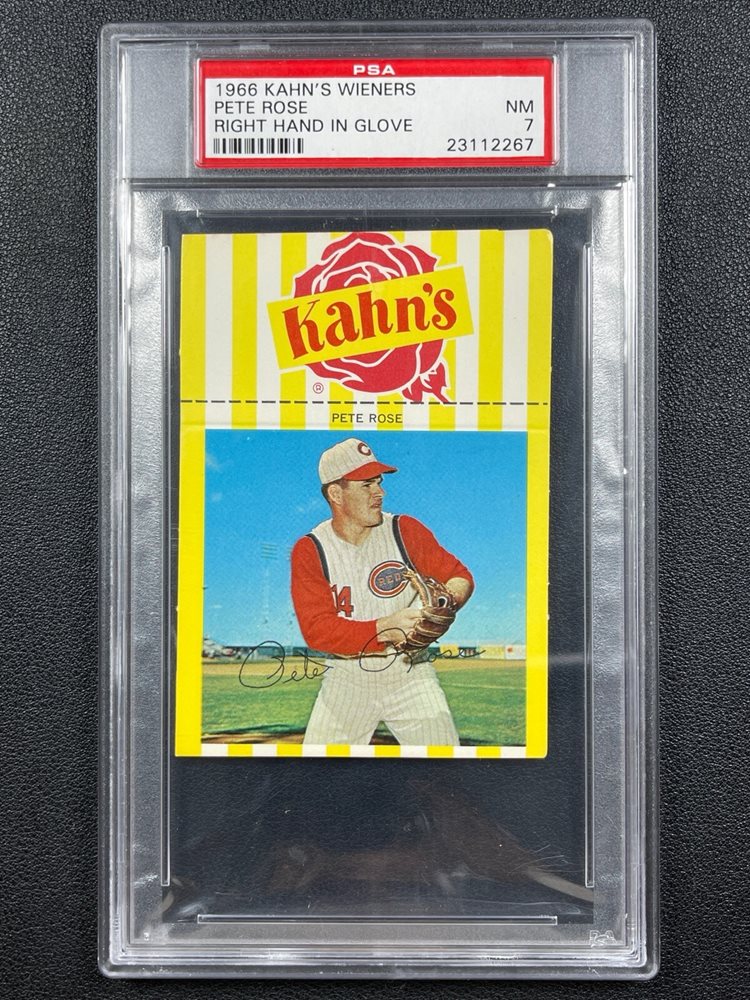 PSA
1966 KAHN'S WIENERS
PETE ROSE NM
RIGHT HAND IN GLOVE 7
23112267
Kahn's
®
PETE ROSE
C
REDS
14
Pete Rose